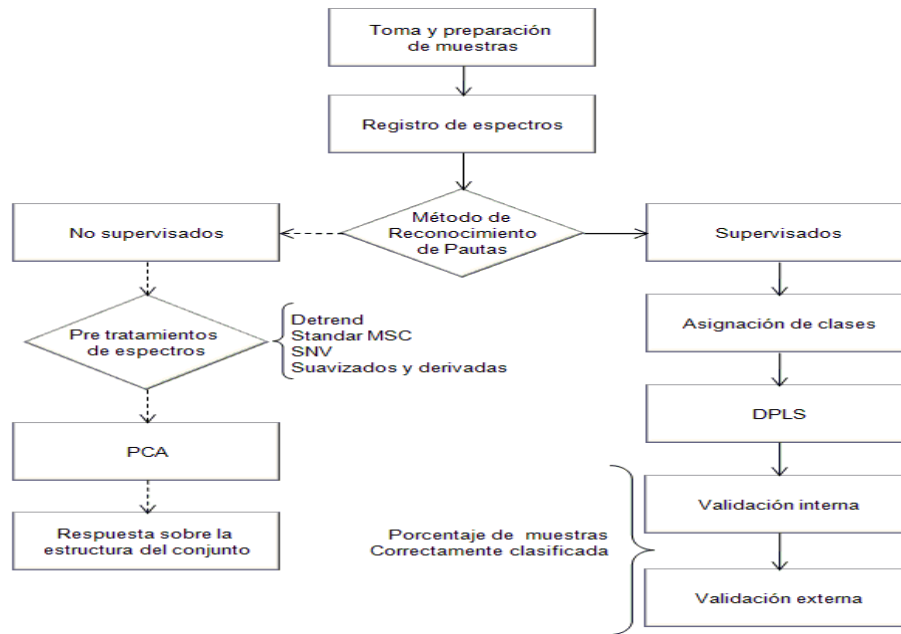 Toma y preparación
de muestras
Registro de espectros
Método de
Reconocimiento
de Pautas
No supervisados
Supervisados
Pre tratamientos
de espectros
Detrend
Standar MSC
SNV
Suavizados y derivadas
Asignación de clases
DPLS
PCA
Respuesta sobre la
estructura del conjunto
Validación interna
Porcentaje de muestras
Correctamente clasificada
Validación externa